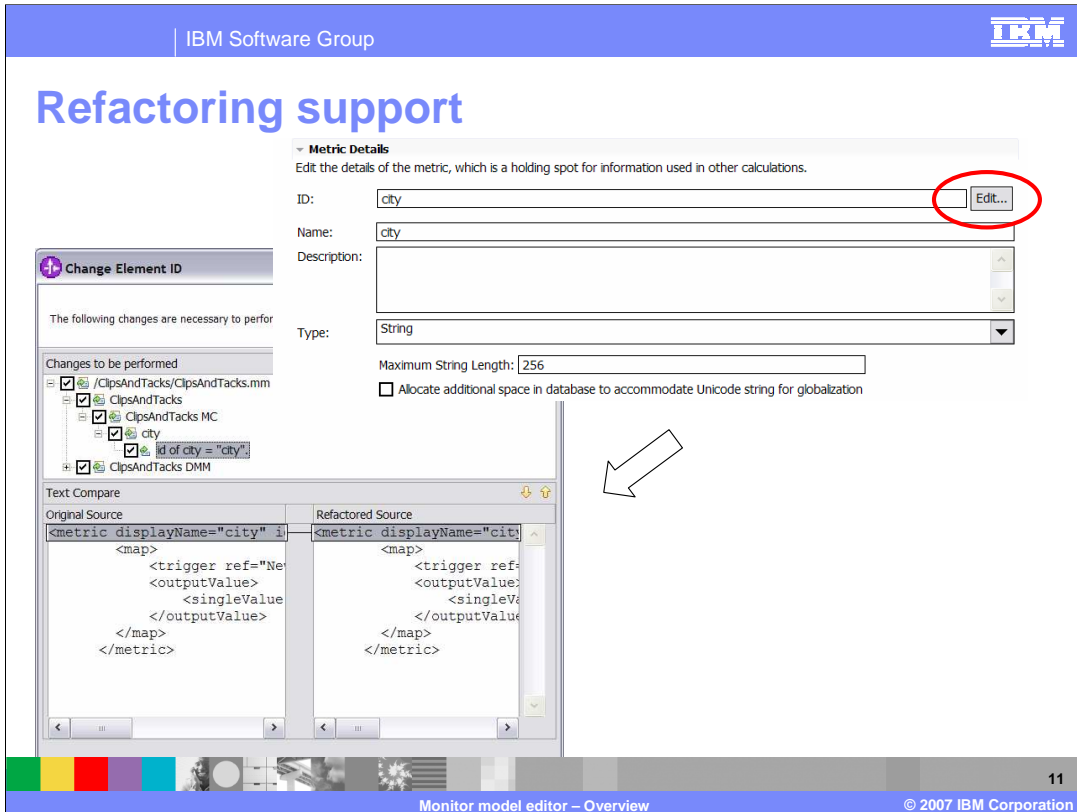 IBM Software Group
IBM
Refactoring support
Metric Details
Edit the details of the metric, which is a holding spot for information used in other calculations.
ID: city Edit...
Name: city
Description:
Type: String
Maximum String Length: 256
Allocate additional space in database to accommodate Unicode string for globalization
Change Element ID
The following changes are necessary to perfor
Changes to be performed
/ClipsAndTacks/ClipsAndTacks.mm
ClipsAndTacks
ClipsAndTacks MC
city
id of city = "city".
ClipsAndTacks DMM
Text Compare
Original Source
<metric displayName="city" i
<map>
<trigger ref="Ne
<outputValue>
<singleValue
</outputValue>
</map>
</metric>
Refactored Source
<metric displayName="city
<map>
<trigger ref=
<outputValue>
<singleVa
</outputValue
</map>
</metric>
11
Monitor model editor – Overview
© 2007 IBM Corporation